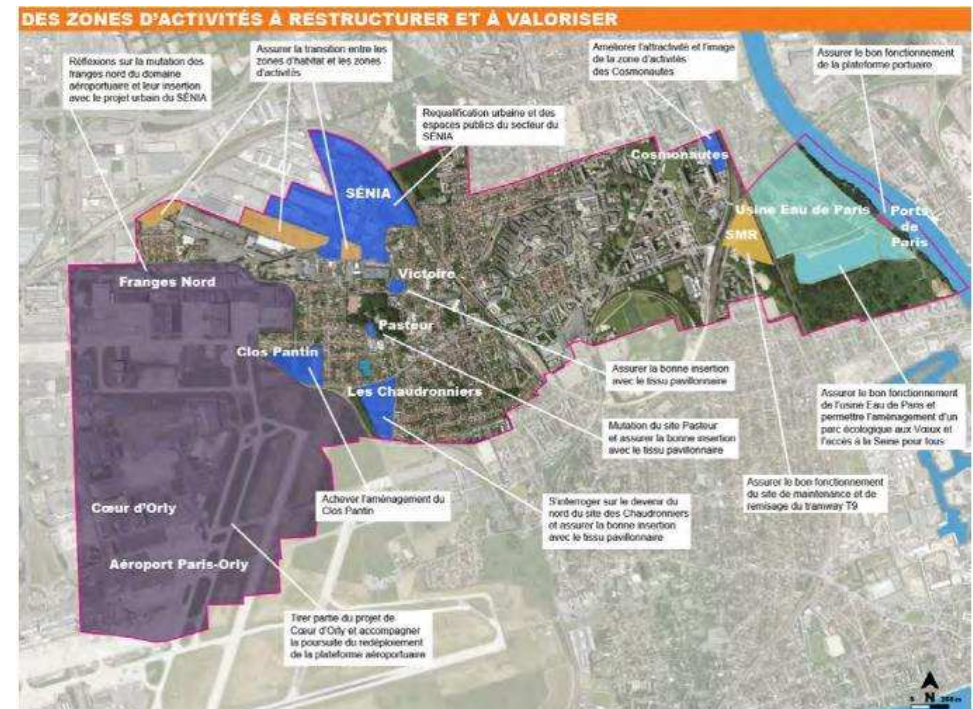 DES ZONES D'ACTIVITÉS À RESTRUCTURER ET À VALORISER
Réflexions sur la mutation des
franges nord du domaine
aéroportuaire et leur insertion
avec le projet urbain du SÉNIA
Assurer la transition entre les
zones d'habitat et les zones
d'activités
Améliorer l'attractivité et l'image
de la zone d'activités
des Cosmonautes
Assurer le bon fonctionnement
de la plateforme portuaire
Requalification urbaine et des
espaces publics du secteur du
SÉNIA
Cosmonautes
SÉNIA
Usine Eau de Paris
Ports
de
Paris
SMR
Franges Nord
Victoire
Pasteur
Clos Pantin
Les Chaudronniers
Assurer la bonne insertion
avec le tissu pavillonnaire
Assurer le bon fonctionnement
de l'usine Eau de Paris et
permettre l'aménagement d'un
parc écologique aux Vœux et
l'accès à la Seine pour tous
Mutation du site Pasteur
et assurer la bonne insertion
avec le tissu pavillonnaire
Assurer le bon fonctionnement
du site de maintenance et de
remisage du tramway T9
Achever l'aménagement du
Clos Pantin
S'interroger sur le devenir du
nord du site des Chaudronniers
et assurer la bonne insertion
avec le tissu pavillonnaire
Cœur d'Orly
Aéroport Paris-Orly
Tirer partie du projet de
Cœur d'Orly et accompagner
la poursuite du redéploiement
de la plateforme aéroportuaire
N